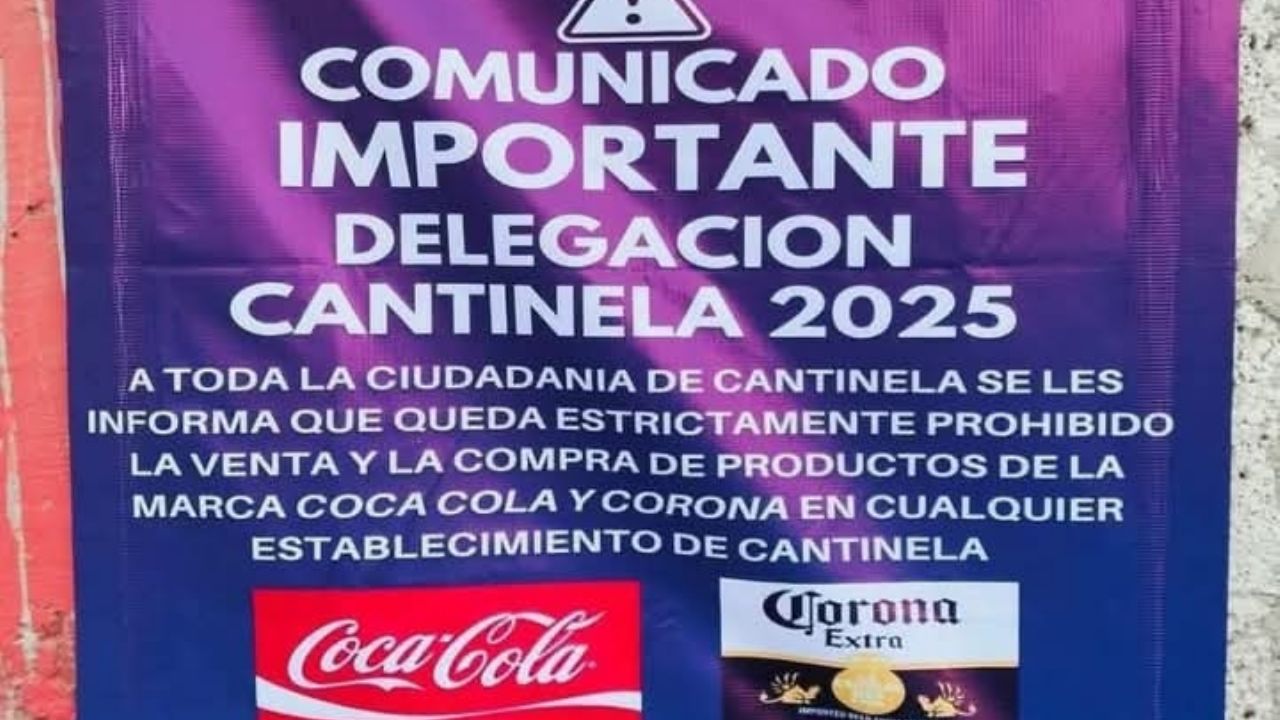 COMUNICADO
IMPORTANTE
DELEGACION
CANTINELA 2025
A TODA LA CIUDADANIA DE CANTINELA SE LES
INFORMA QUE QUEDA ESTRICTAMENTE PROHIBIDO
LA VENTA Y LA COMPRA DE PRODUCTOS DE LA
MARCA COCA COLA Y CORONA EN CUALQUIER
ESTABLECIMIENTO DE CANTINELA
Coca-Cola
Corona
Extra